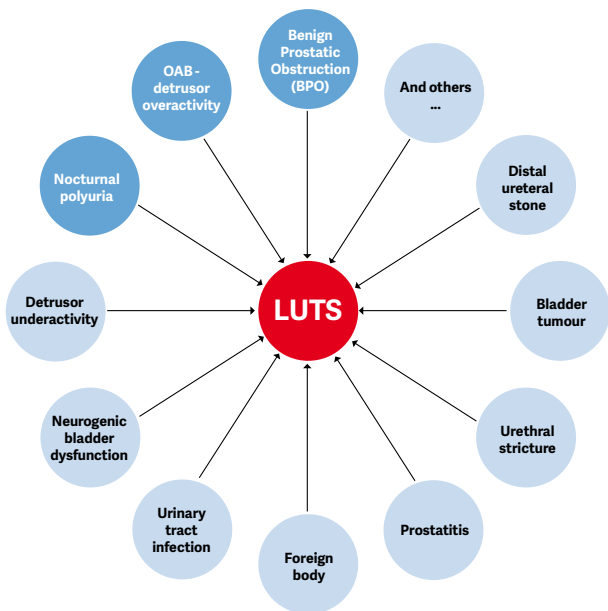 Benign
Prostatic
Obstruction
(BPO)
And others
...
Distal
ureteral
stone
Bladder
tumour
Urethral
stricture
Prostatitis
Foreign
body
Urinary
tract
infection
Neurogenic
bladder
dysfunction
Detrusor
underactivity
Nocturnal
polyuria
OAB -
detrusor
overactivity
LUTS